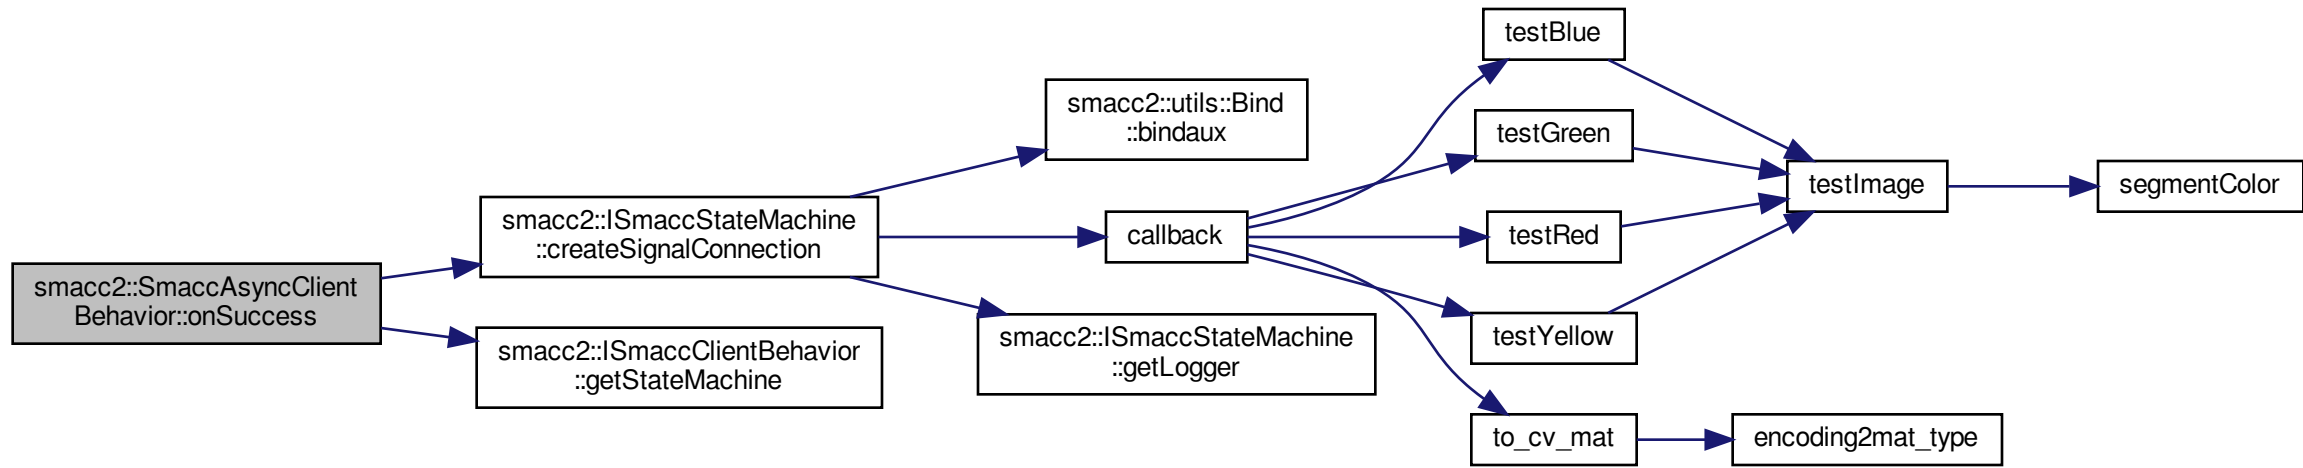 smacc2::SmaccAsyncClient
Behavior::onSuccess
smacc2::ISmaccStateMachine
::createSignalConnection
smacc2::ISmaccClientBehavior
::getStateMachine
smacc2::utils::Bind
::bindaux
callback
smacc2::ISmaccStateMachine
::getLogger
testBlue
testGreen
testRed
testYellow
to_cv_mat
testImage
encoding2mat_type
segmentColor